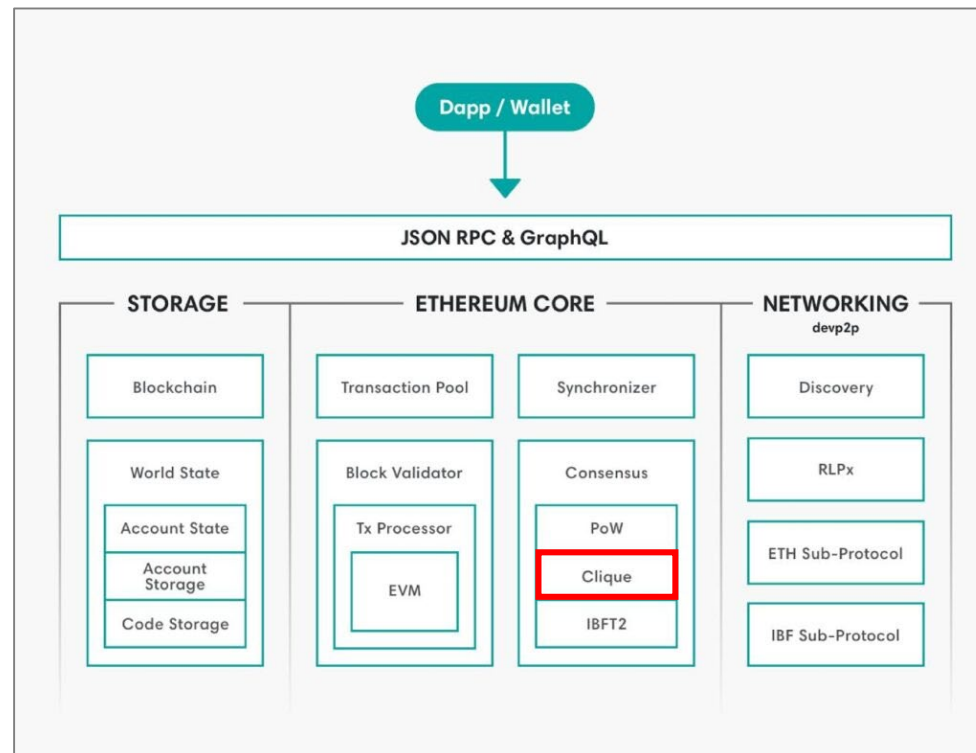 Dapp / Wallet
JSON RPC & GraphQL
STORAGE
Blockchain
World State
Account State
Account
Storage
Code Storage
ETHEREUM CORE
Transaction Pool
Synchronizer
Block Validator
Tx Processor
EVM
Consensus
PoW
Clique
IBFT2
NETWORKING
devp2p
Discovery
RLPx
ETH Sub-Protocol
IBF Sub-Protocol